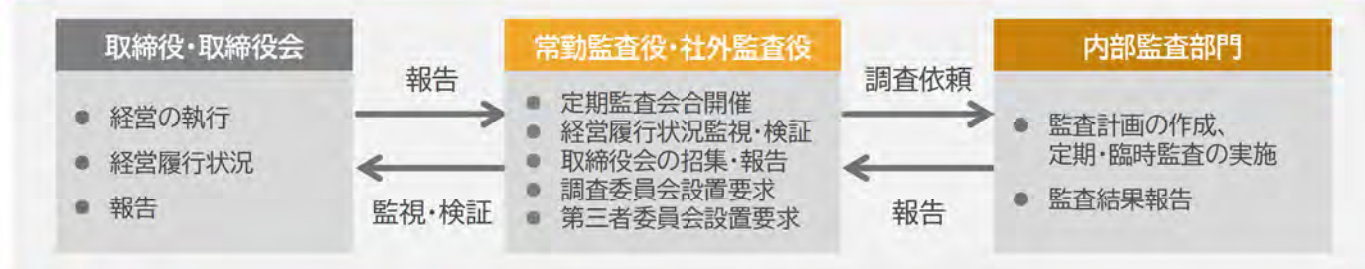 取締役・取締役会
● 経営の執行
● 経営履行状況
● 報告
報告
監視・検証
常勤監査役・社外監査役
● 定期監査会合開催
● 経営履行状況監視・検証
● 取締役会の招集・報告
● 調査委員会設置要求
● 第三者委員会設置要求
調査依頼
報告
内部監査部門
● 監査計画の作成、
定期・臨時監査の実施
● 監査結果報告